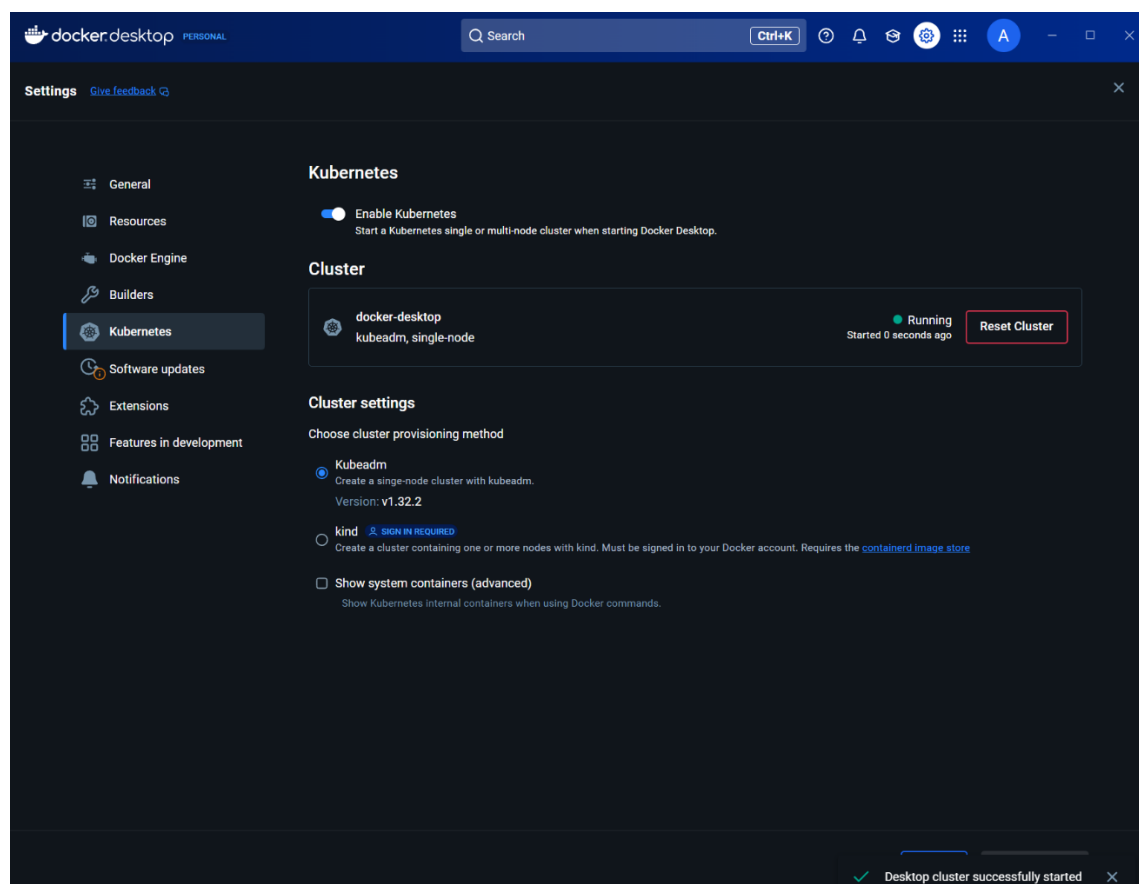 docker.desktop PERSONAL
Search
Ctrl+K
A
Settings Give feedback
General
Resources
Docker Engine
Builders
Kubernetes
Software updates
Extensions
Features in development
Notifications
Kubernetes
Enable Kubernetes
Start a Kubernetes single or multi-node cluster when starting Docker Desktop.
Cluster
docker-desktop
kubeadm, single-node
Running
Started 0 seconds ago
Reset Cluster
Cluster settings
Choose cluster provisioning method
Kubeadm
Create a singe-node cluster with kubeadm.
Version: v1.32.2
kind SIGN IN REQUIRED
Create a cluster containing one or more nodes with kind. Must be signed in to your Docker account. Requires the containerd image store
Show system containers (advanced)
Show Kubernetes internal containers when using Docker commands.
Desktop cluster successfully started